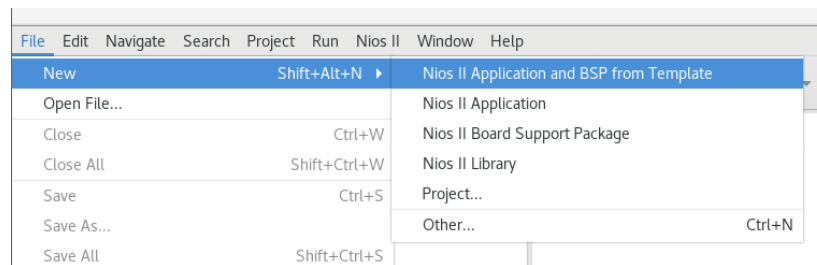 File Edit Navigate Search Project Run Nios II Window Help
New Shift+Alt+N
Open File...
Close Ctrl+W
Close All Shift+Ctrl+W
Save Ctrl+S
Save As...
Save All Shift+Ctrl+S
Nios II Application and BSP from Template
Nios II Application
Nios II Board Support Package
Nios II Library
Project...
Other... Ctrl+N